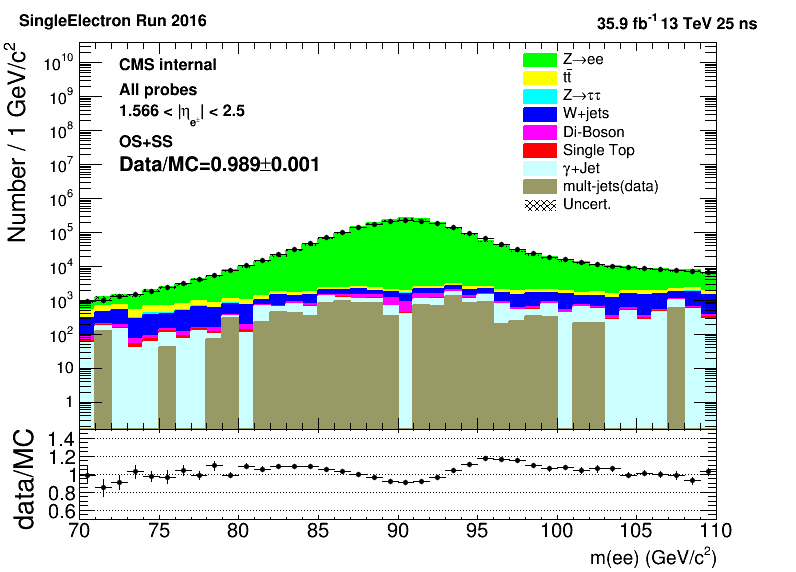 SingleElectron Run 2016
35.9 fb⁻¹ 13 TeV 25 ns
Number / 1 GeV/c²
10¹⁰
10⁹
10⁸
10⁷
10⁶
10⁵
10⁴
10³
10²
10
1
CMS internal
All probes
1.566 < |η_e±| < 2.5
OS+SS
Data/MC=0.989±0.001
Z→ee
tt̄
Z→ττ
W+jets
Di-Boson
Single Top
γ+Jet
mult-jets(data)
Uncert.
data/MC
1.4
1.2
1
0.8
0.6
70 75 80 85 90 95 100 105 110
m(ee) (GeV/c²)